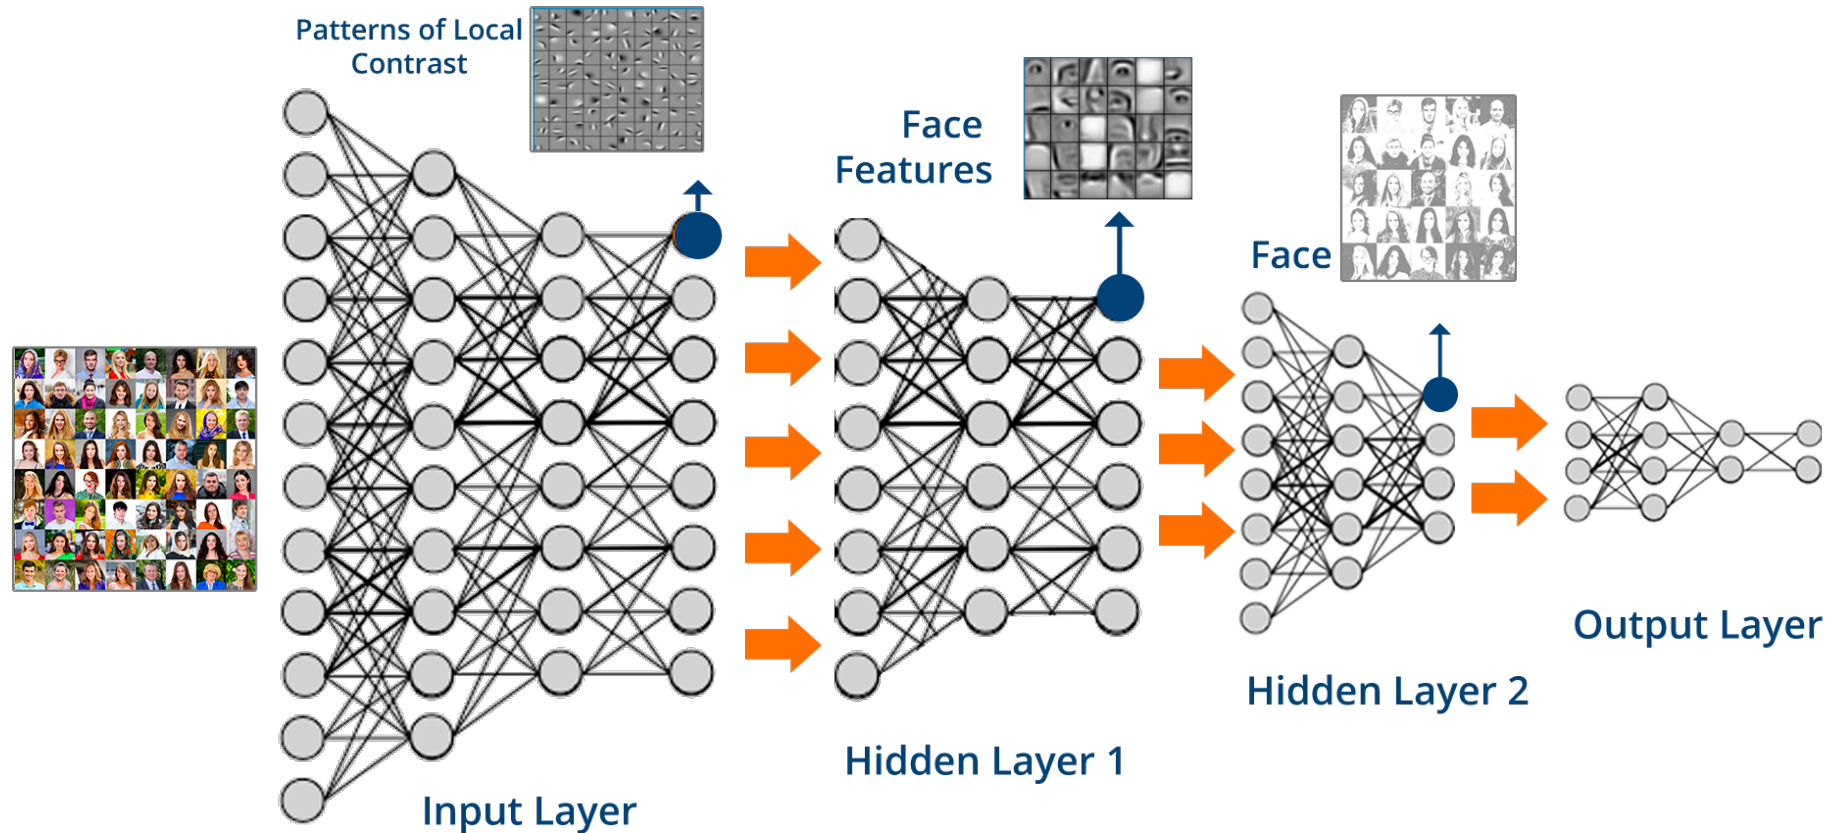 Patterns of Local
Contrast
Face
Features
Face
Input Layer
Hidden Layer 1
Hidden Layer 2
Output Layer